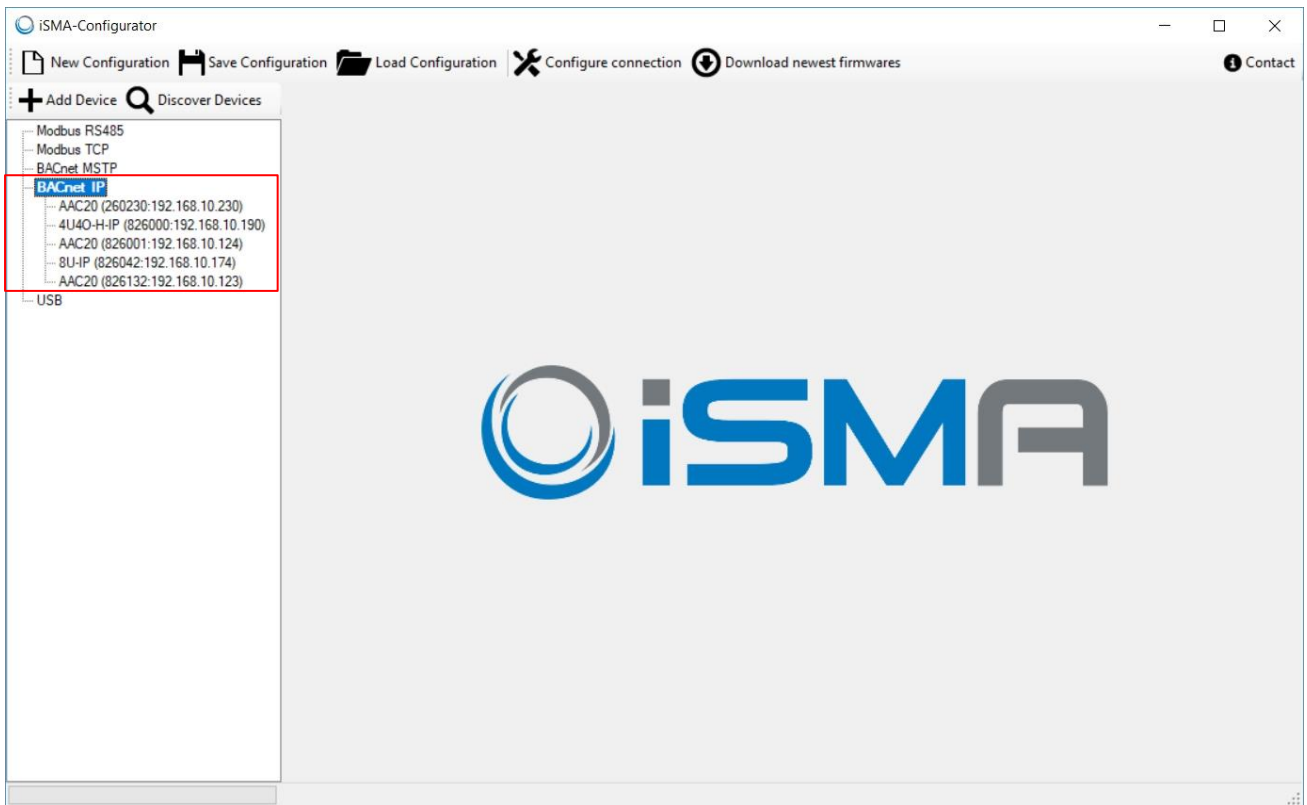 iSMA-Configurator
New Configuration Save Configuration Load Configuration Configure connection Download newest firmwares Contact
Add Device Discover Devices
Modbus RS485
Modbus TCP
BACnet MSTP
BACnet IP
AAC20 (260230:192.168.10.230)
4U4O-H-IP (826000:192.168.10.190)
AAC20 (826001:192.168.10.124)
8U-IP (826042:192.168.10.174)
AAC20 (826132:192.168.10.123)
USB
iSMA